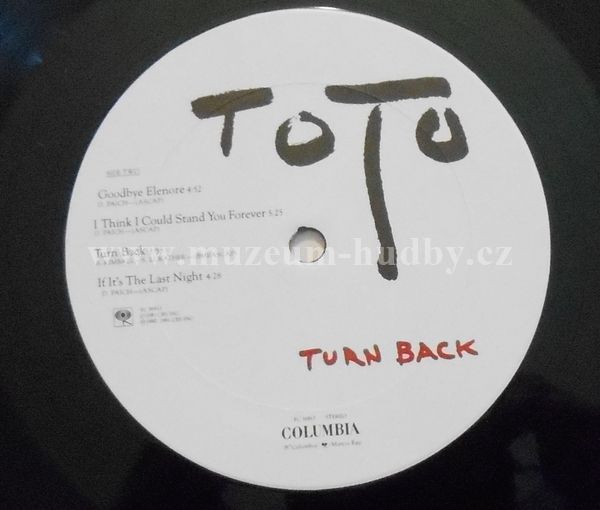 TOTO
SIDE TWO
Goodbye Elenore 4:52
D. PAICH—(ASCAP)
I Think I Could Stand You Forever 5:25
D. PAICH—(ASCAP)
www.muzeum-hudby.cz
Turn Back
If It's The Last Night 4:28
D. PAICH—(ASCAP)
TURN BACK
STEREO
COLUMBIA